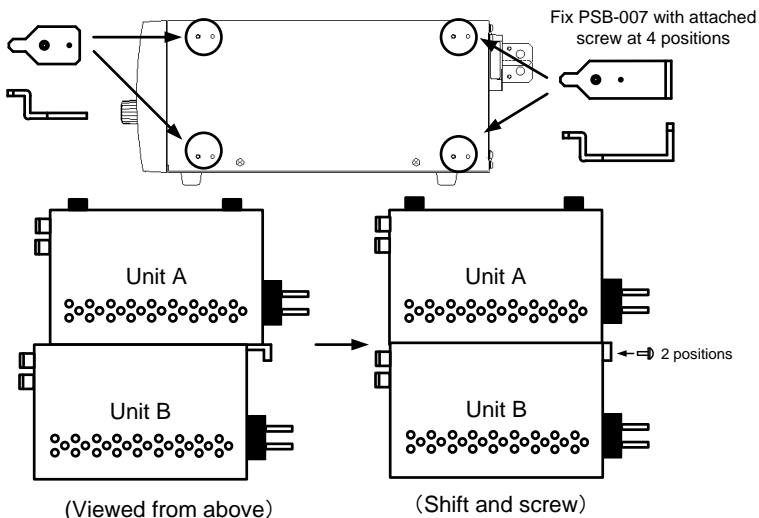 Fix PSB-007 with attached
screw at 4 positions
Unit A
Unit B
(Viewed from above)
Unit A
2 positions
Unit B
(Shift and screw)